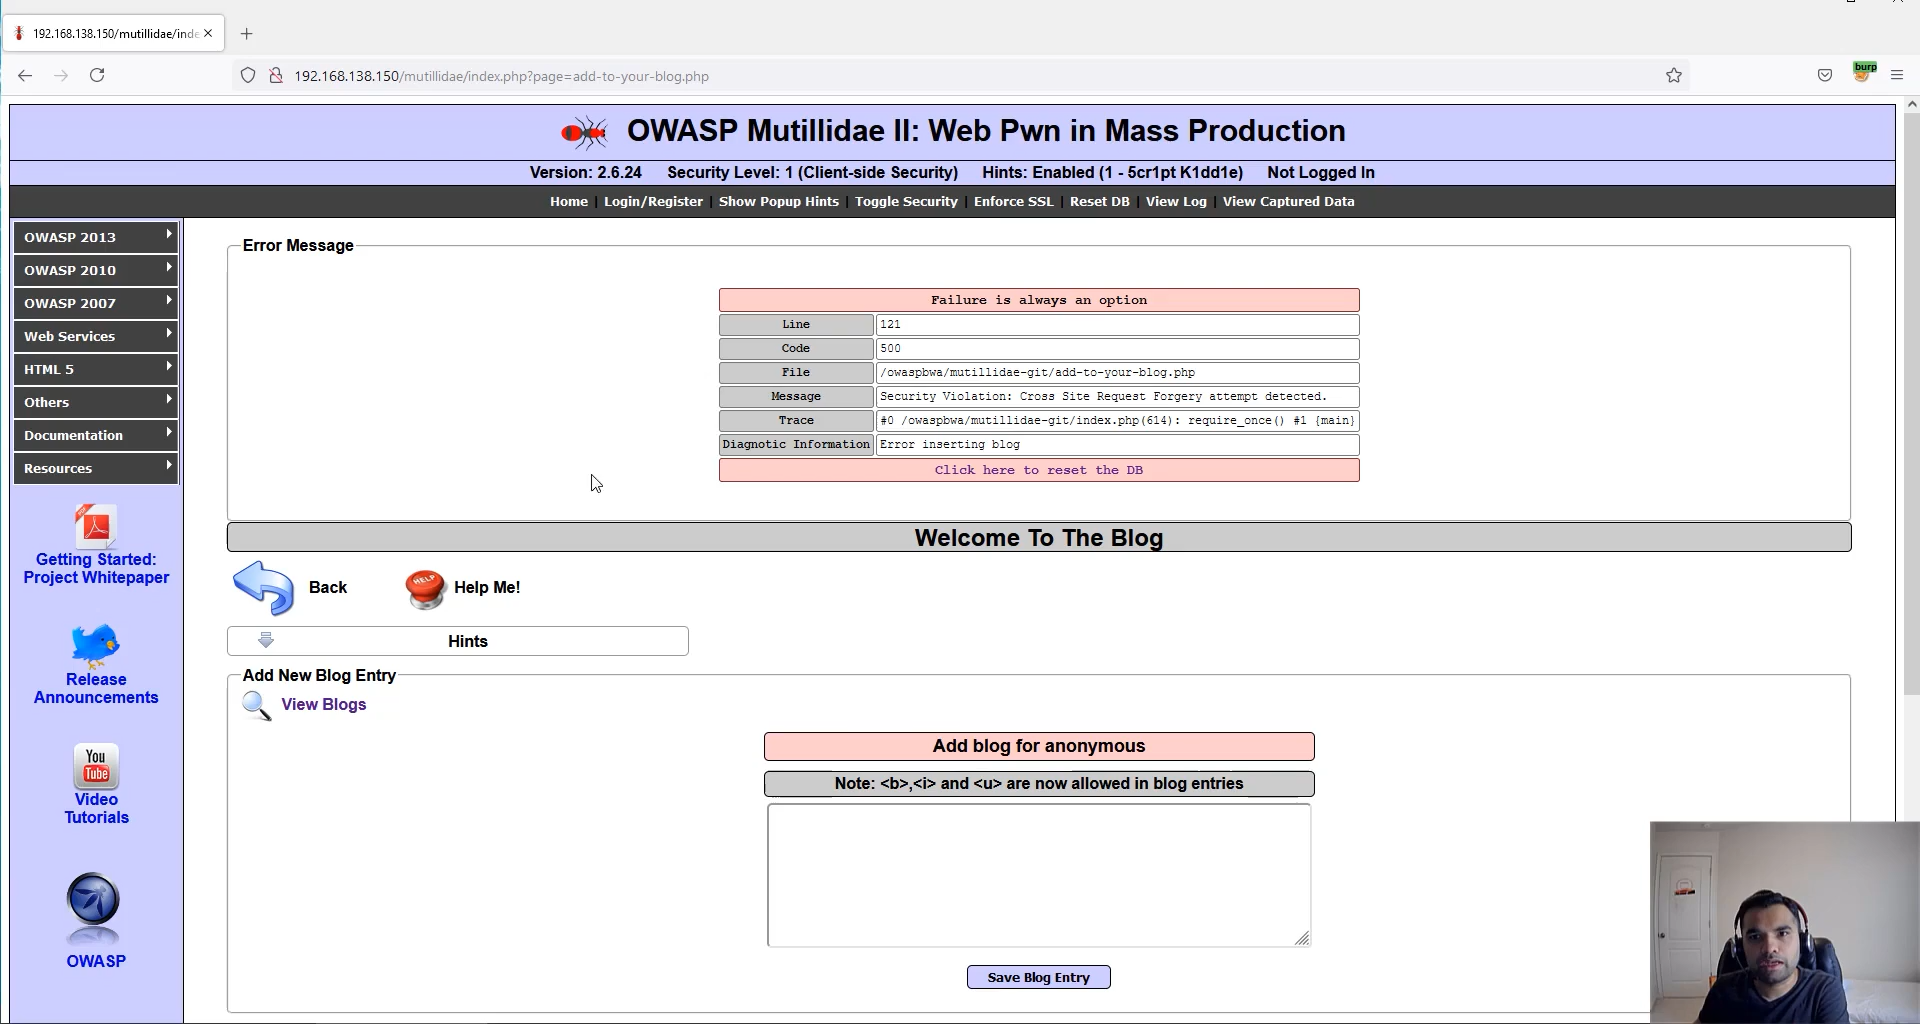 192.168.138.150/mutillidae/inde
burp
192.168.138.150/mutillidae/index.php?page=add-to-your-blog.php
OWASP Mutillidae II: Web Pwn in Mass Production
Version: 2.6.24 Security Level: 1 (Client-side Security) Hints: Enabled (1 - 5cr1pt K1dd1e) Not Logged In
Home | Login/Register | Show Popup Hints | Toggle Security | Enforce SSL | Reset DB | View Log | View Captured Data
OWASP 2013
OWASP 2010
OWASP 2007
Web Services
HTML 5
Others
Documentation
Resources
Getting Started:
Project Whitepaper
Release
Announcements
You
Tube
Video
Tutorials
OWASP
Error Message
Failure is always an option
Line 121
Code 500
File /owaspbwa/mutillidae-git/add-to-your-blog.php
Message Security Violation: Cross Site Request Forgery attempt detected.
Trace #0 /owaspbwa/mutillidae-git/index.php(614): require_once() #1 {main}
Diagnotic Information Error inserting blog
Click here to reset the DB
Welcome To The Blog
Back
HELP
Help Me!
Hints
Add New Blog Entry
View Blogs
Add blog for anonymous
Note: <b>,<i> and <u> are now allowed in blog entries
Save Blog Entry